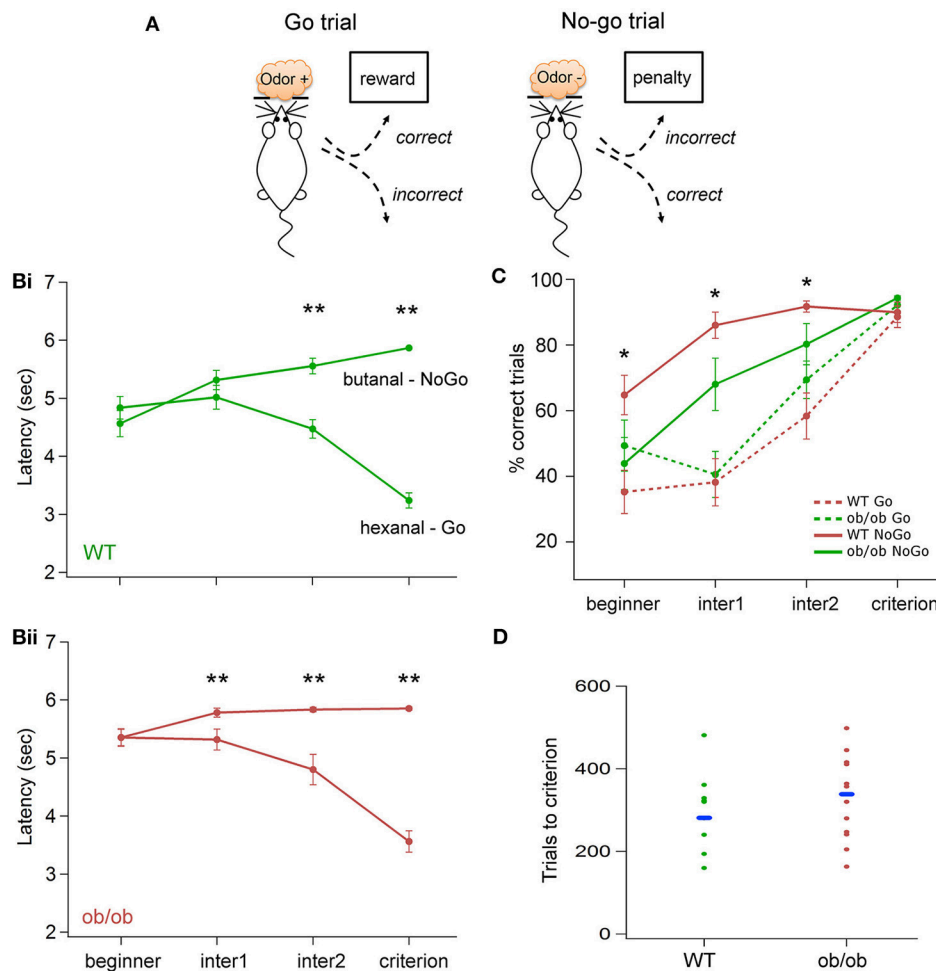 A
Go trial
No-go trial
Odor +
reward
correct
incorrect
Odor -
penalty
incorrect
correct
Bi
7
**
**
6
butanal - NoGo
5
Latency (sec)
4
hexanal - Go
3
WT
2
Bii
7
**
**
**
6
5
Latency (sec)
4
3
ob/ob
2
beginner
inter1
inter2
criterion
C
100
*
*
*
80
60
% correct trials
40
WT Go
ob/ob Go
WT NoGo
ob/ob NoGo
20
beginner
inter1
inter2
criterion
D
600
400
Trials to criterion
200
0
WT
ob/ob